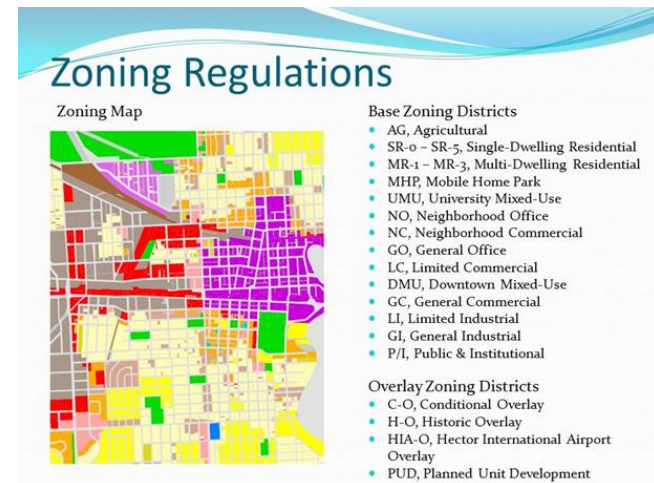 Zoning Regulations
Zoning Map
Base Zoning Districts
• AG, Agricultural
• SR-0 – SR-5, Single-Dwelling Residential
• MR-1 – MR-3, Multi-Dwelling Residential
• MHP, Mobile Home Park
• UMU, University Mixed-Use
• NO, Neighborhood Office
• NC, Neighborhood Commercial
• GO, General Office
• LC, Limited Commercial
• DMU, Downtown Mixed-Use
• GC, General Commercial
• LI, Limited Industrial
• GI, General Industrial
• P/I, Public & Institutional
Overlay Zoning Districts
• C-O, Conditional Overlay
• H-O, Historic Overlay
• HIA-O, Hector International Airport
Overlay
• PUD, Planned Unit Development